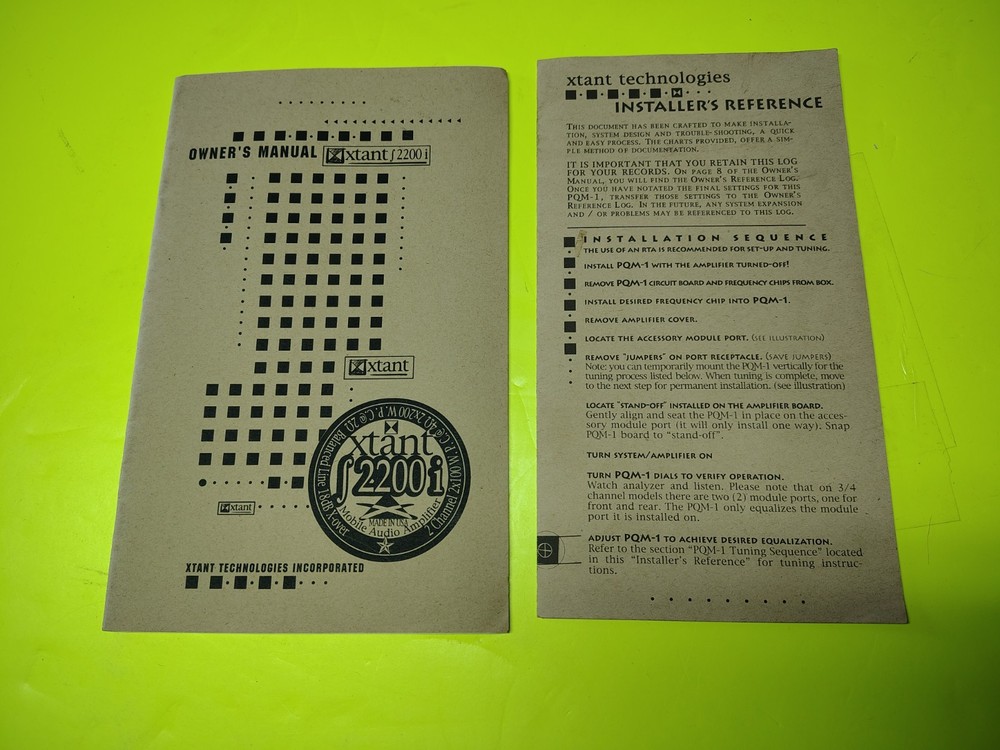 OWNER'S MANUAL xtant ∫2200i
xtant
xtant
∫2200i
MADE IN USA
Mobile Audio Amplifier
2 Channel 2x100W P.C.@4Ω 2x200 W.P.C.@2Ω Balanced Line 18dB X-over
xtant
XTANT TECHNOLOGIES INCORPORATED
xtant technologies
INSTALLER'S REFERENCE
THIS DOCUMENT HAS BEEN CRAFTED TO MAKE INSTALLA-
TION, SYSTEM DESIGN AND TROUBLE-SHOOTING, A QUICK
AND EASY PROCESS. THE CHARTS PROVIDED, OFFER A SIM-
PLE METHOD OF DOCUMENTATION.
IT IS IMPORTANT THAT YOU RETAIN THIS LOG
FOR YOUR RECORDS. ON PAGE 8 OF THE OWNER'S
MANUAL, YOU WILL FIND THE OWNER'S REFERENCE LOG.
ONCE YOU HAVE NOTATED THE FINAL SETTINGS FOR THIS
PQM-1, TRANSFER THOSE SETTINGS TO THE OWNER'S
REFERENCE LOG. IN THE FUTURE, ANY SYSTEM EXPANSION
AND / OR PROBLEMS MAY BE REFERENCED TO THIS LOG.
INSTALLATION SEQUENCE
THE USE OF AN RTA IS RECOMMENDED FOR SET-UP AND TUNING.
INSTALL PQM-1 WITH THE AMPLIFIER TURNED-OFF!
REMOVE PQM-1 CIRCUIT BOARD AND FREQUENCY CHIPS FROM BOX.
INSTALL DESIRED FREQUENCY CHIP INTO PQM-1.
REMOVE AMPLIFIER COVER.
LOCATE THE ACCESSORY MODULE PORT. (SEE ILLUSTRATION)
REMOVE "JUMPERS" ON PORT RECEPTACLE. (SAVE JUMPERS)
Note: you can temporarily mount the PQM-1 vertically for the
tuning process listed below. When tuning is complete, move
to the next step for permanent installation. (see illustration)
LOCATE "STAND-OFF" INSTALLED ON THE AMPLIFIER BOARD.
Gently align and seat the PQM-1 in place on the acces-
sory module port (it will only install one way). Snap
PQM-1 board to "stand-off".
TURN SYSTEM/AMPLIFIER ON
TURN PQM-1 DIALS TO VERIFY OPERATION.
Watch analyzer and listen. Please note that on 3/4
channel models there are two (2) module ports, one for
front and rear. The PQM-1 only equalizes the module
port it is installed on.
ADJUST PQM-1 TO ACHIEVE DESIRED EQUALIZATION.
Refer to the section "PQM-1 Tuning Sequence" located
in this "Installer's Reference" for tuning instruc-
tions.